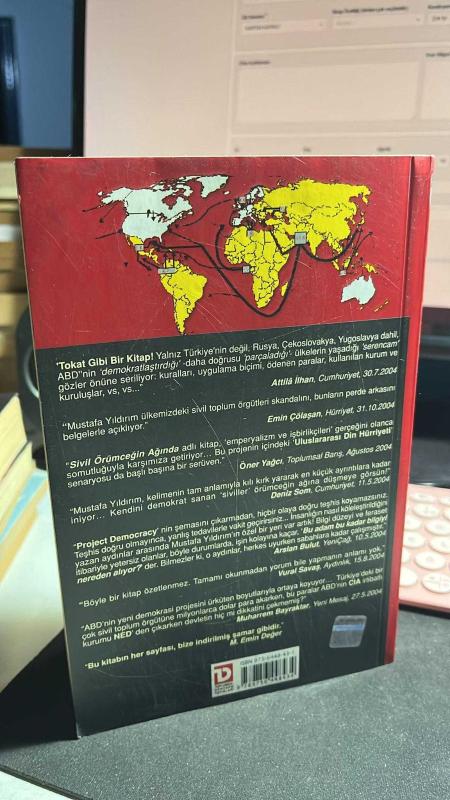 "Tokat Gibi Bir Kitap! Yalnız Türkiye'nin değil, Rusya, Çekoslovakya, Yugoslavya dahil,
ABD"nin 'demokratlaştırdığı' -daha doğrusu 'parçaladığı'- ülkelerin yaşadığı 'serencam'
gözler önüne seriliyor: kuralları, uygulama biçimi, ödenen paralar, kullanılan kurum ve
kuruluşlar, vs, vs..."
Attilâ İlhan, Cumhuriyet, 30.7.2004
"Mustafa Yıldırım ülkemizdeki sivil toplum örgütleri skandalını, bunların perde arkasını
belgelerle açıklıyor."
Emin Çölaşan, Hürriyet, 31.10.2004
"Sivil Örümceğin Ağında adlı kitap, 'emperyalizm ve işbirlikçileri' gerçeğini olanca
somutluğuyla karşımıza getiriyor... Bu projenin içindeki 'Uluslararası Din Hürriyeti'
senaryosu da başlı başına bir serüven."
Öner Yağcı, Toplumsal Barış, Ağustos 2004
"Mustafa Yıldırım, kelimenin tam anlamıyla kılı kırk yararak en küçük ayrıntılara kadar
iniyor... Kendini demokrat sanan 'siviller' örümceğin ağına düşmeye görsün!"
Deniz Som, Cumhuriyet, 11.5.2004
"Project Democracy' nin şemasını çıkarmadan, hiçbir olaya doğru teşhis koyamazsınız.
Teşhis doğru olmayınca, yanlış tedavilerle vakit geçirirsiniz... İnsanlığın nasıl köleleştirildiğini
yazan aydınlar arasında Mustafa Yıldırım'ın özel bir yeri var artık! Bilgi düzeyi ve feraset
itibariyle yetersiz olanlar, böyle durumlarda, işin kolayına kaçar, 'Bu adam bu kadar bilgiyi
nereden alıyor?' der. Bilmezler ki, o aydınlar, herkes uyurken sabahlara kadar çalışmıştır."
Arslan Bulut, Yeniçağ, 10.5.2004
"Böyle bir kitap özetlenmez. Tamamı okunmadan yorum bile yapmanın anlamı yok."
Vural Savaş, Aydınlık, 15.8.2004
"ABD'nin yeni demokrasi projesini ürküten boyutlarıyla ortaya koyuyor... Türkiye'deki bir
çok sivil toplum örgütüne milyonlarca dolar para akarken, bu paralar ABD'nin CIA vasıtalı
kurumu NED' den çıkarken devletin hiç mi dikkatini çekmemiş?"
Muharrem Bayraktar, Yeni Mesaj, 27.5.2004
"Bu kitabın her sayfası, bize indirilmiş şamar gibidir."
M. Emin Değer